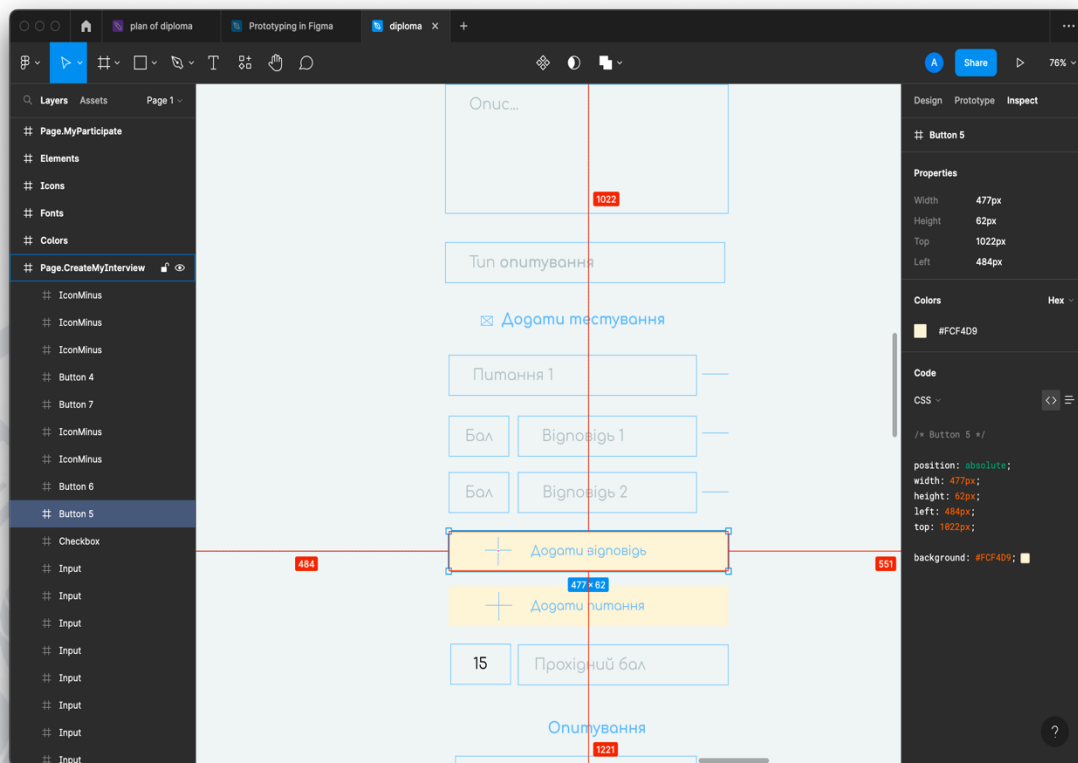 plan of diploma
Prototyping in Figma
diploma
A
Share
76%
Layers
Assets
Page 1
Page.MyParticipate
Elements
Icons
Fonts
Colors
Page.CreateMyInterview
IconMinus
IconMinus
IconMinus
Button 4
Button 7
IconMinus
IconMinus
Button 6
Button 5
Checkbox
Input
Input
Input
Input
Input
Input
Input
Input
Опис...
1022
Тип опитування
Додати тестування
Питання 1
Бал
Відповідь 1
Бал
Відповідь 2
Додати відповідь
484
551
477 × 62
Додати питання
15
Прохідний бал
Опитування
1221
Design
Prototype
Inspect
Button 5
Properties
Width 477px
Height 62px
Top 1022px
Left 484px
Colors
Hex
#FCF4D9
Code
CSS
/* Button 5 */
position: absolute;
width: 477px;
height: 62px;
left: 484px;
top: 1022px;
background: #FCF4D9;
?